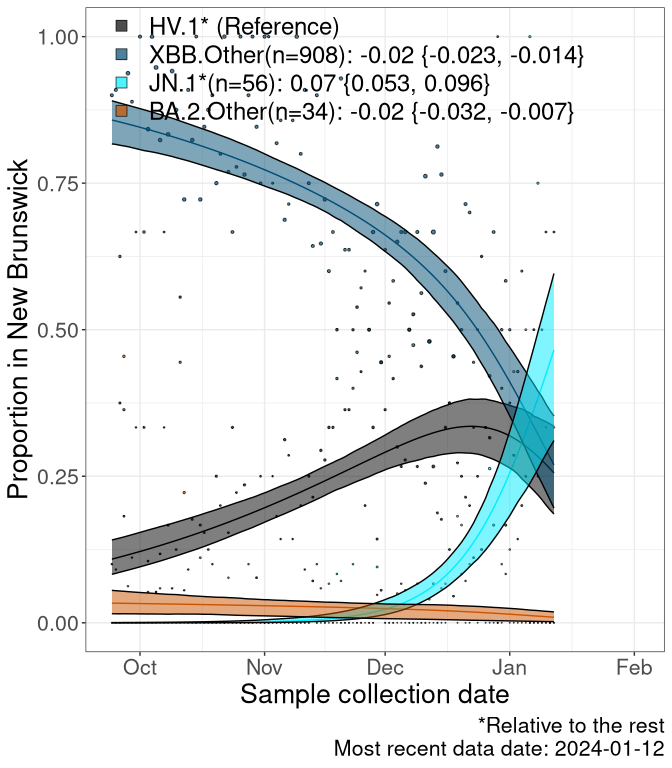 HV.1* (Reference)
XBB.Other(n=908): -0.02 {-0.023, -0.014}
JN.1*(n=56): 0.07 {0.053, 0.096}
BA.2.Other(n=34): -0.02 {-0.032, -0.007}
Proportion in New Brunswick
1.00
0.75
0.50
0.25
0.00
Oct Nov Dec Jan Feb
Sample collection date
*Relative to the rest
Most recent data date: 2024-01-12